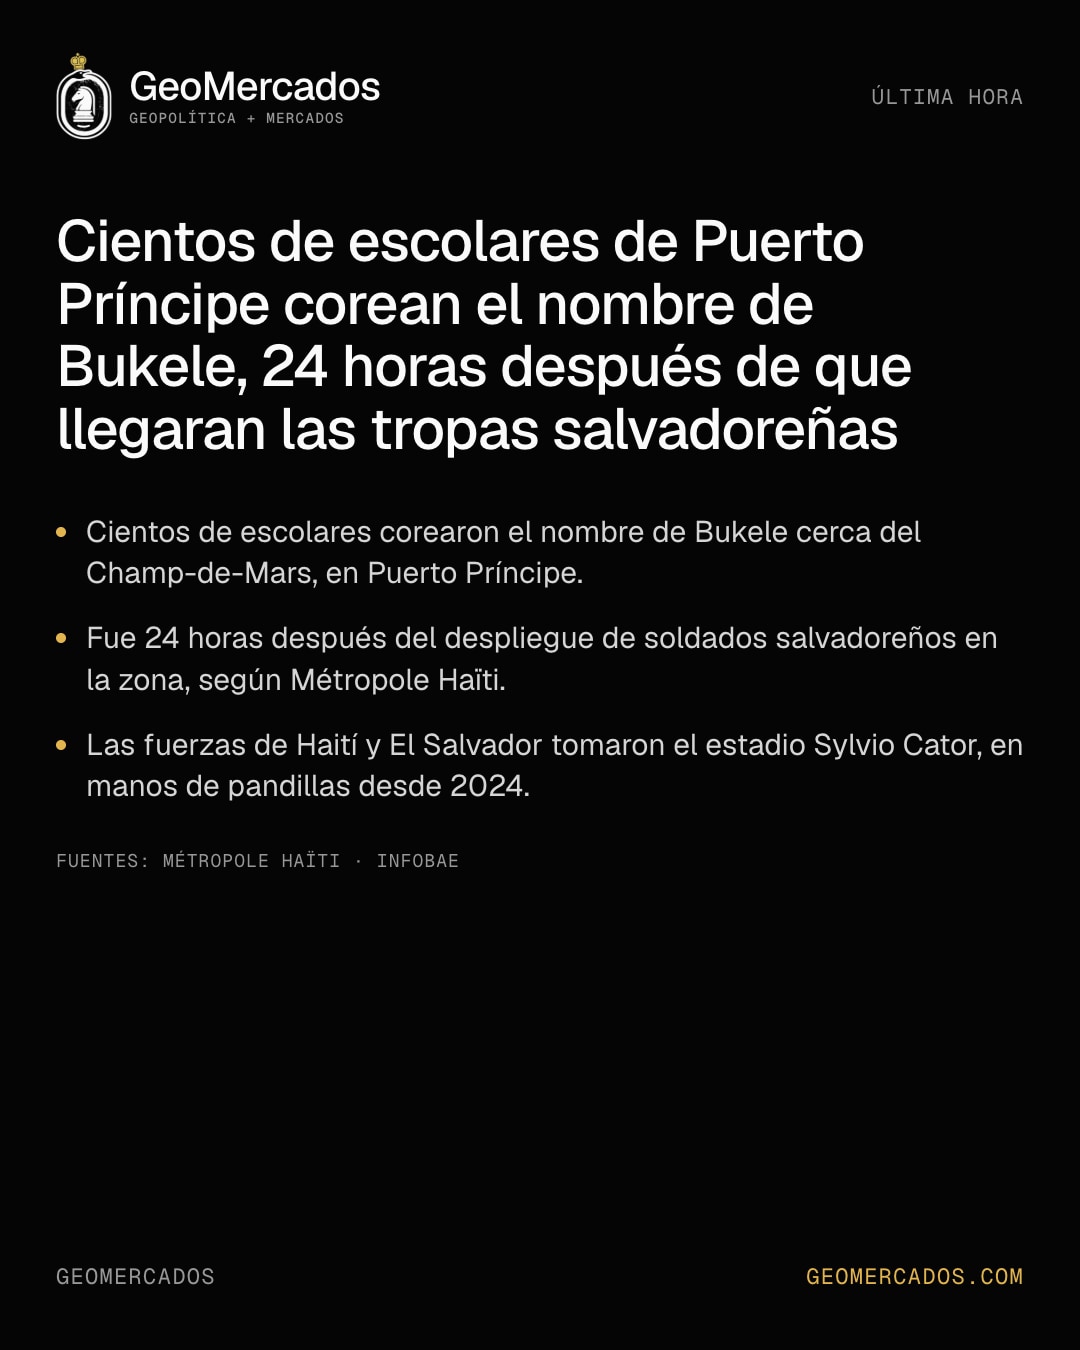 GeoMercados
GEOPOLÍTICA + MERCADOS
ÚLTIMA HORA
Cientos de escolares de Puerto
Príncipe corean el nombre de
Bukele, 24 horas después de que
llegaran las tropas salvadoreñas
• Cientos de escolares corearon el nombre de Bukele cerca del
Champ-de-Mars, en Puerto Príncipe.
• Fue 24 horas después del despliegue de soldados salvadoreños en
la zona, según Métropole Haïti.
• Las fuerzas de Haití y El Salvador tomaron el estadio Sylvio Cator, en
manos de pandillas desde 2024.
FUENTES: MÉTROPOLE HAÏTI · INFOBAE
GEOMERCADOS
GEOMERCADOS.COM